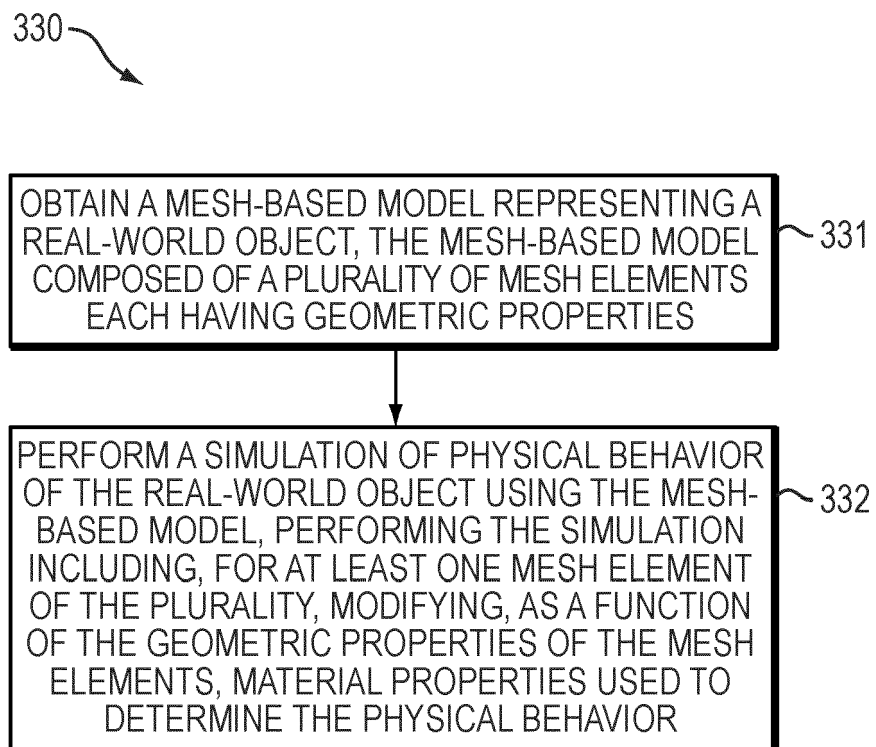 330
OBTAIN A MESH-BASED MODEL REPRESENTING A
REAL-WORLD OBJECT, THE MESH-BASED MODEL
COMPOSED OF A PLURALITY OF MESH ELEMENTS
EACH HAVING GEOMETRIC PROPERTIES
331
PERFORM A SIMULATION OF PHYSICAL BEHAVIOR
OF THE REAL-WORLD OBJECT USING THE MESH-
BASED MODEL, PERFORMING THE SIMULATION
INCLUDING, FOR AT LEAST ONE MESH ELEMENT
OF THE PLURALITY, MODIFYING, AS A FUNCTION
OF THE GEOMETRIC PROPERTIES OF THE MESH
ELEMENTS, MATERIAL PROPERTIES USED TO
DETERMINE THE PHYSICAL BEHAVIOR
332